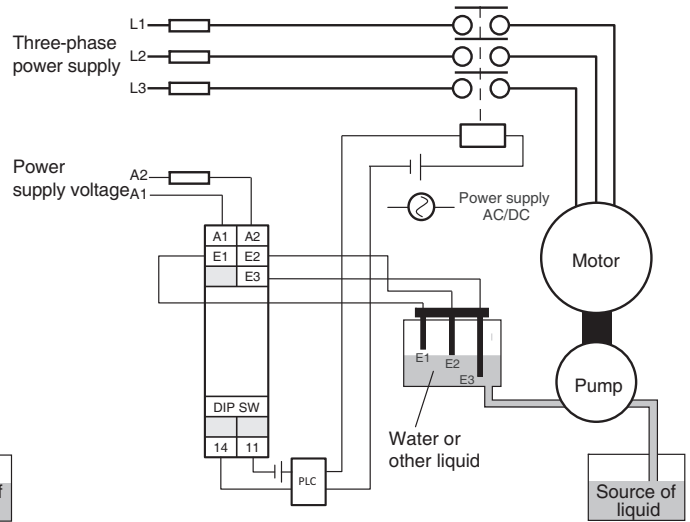 L1
Three-phase
power supply
L2
L3
Power
supply voltage
A2
A1
Power supply
AC/DC
A1 A2
E1 E2
E3
Motor
E1
E2
E3
Pump
DIP SW
14 11
PLC
Water or
other liquid
Source of
liquid
f